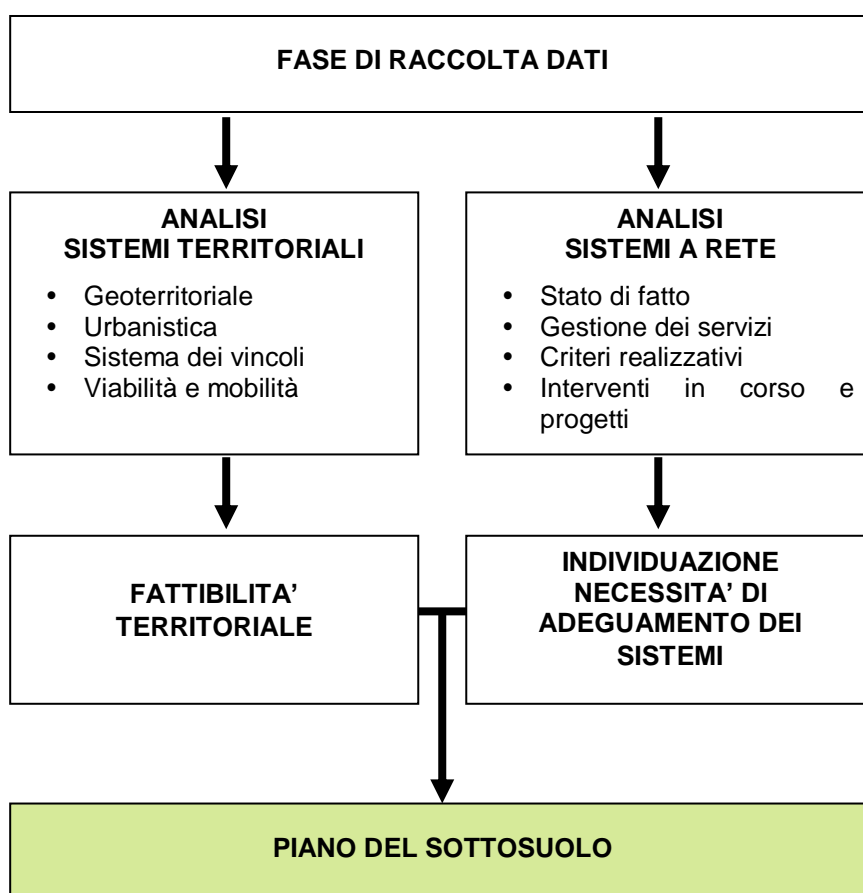 FASE DI RACCOLTA DATI
ANALISI
SISTEMI TERRITORIALI
• Geoterritoriale
• Urbanistica
• Sistema dei vincoli
• Viabilità e mobilità
ANALISI
SISTEMI A RETE
• Stato di fatto
• Gestione dei servizi
• Criteri realizzativi
• Interventi in corso e
progetti
FATTIBILITA’
TERRITORIALE
INDIVIDUAZIONE
NECESSITA’ DI
ADEGUAMENTO DEI
SISTEMI
PIANO DEL SOTTOSUOLO